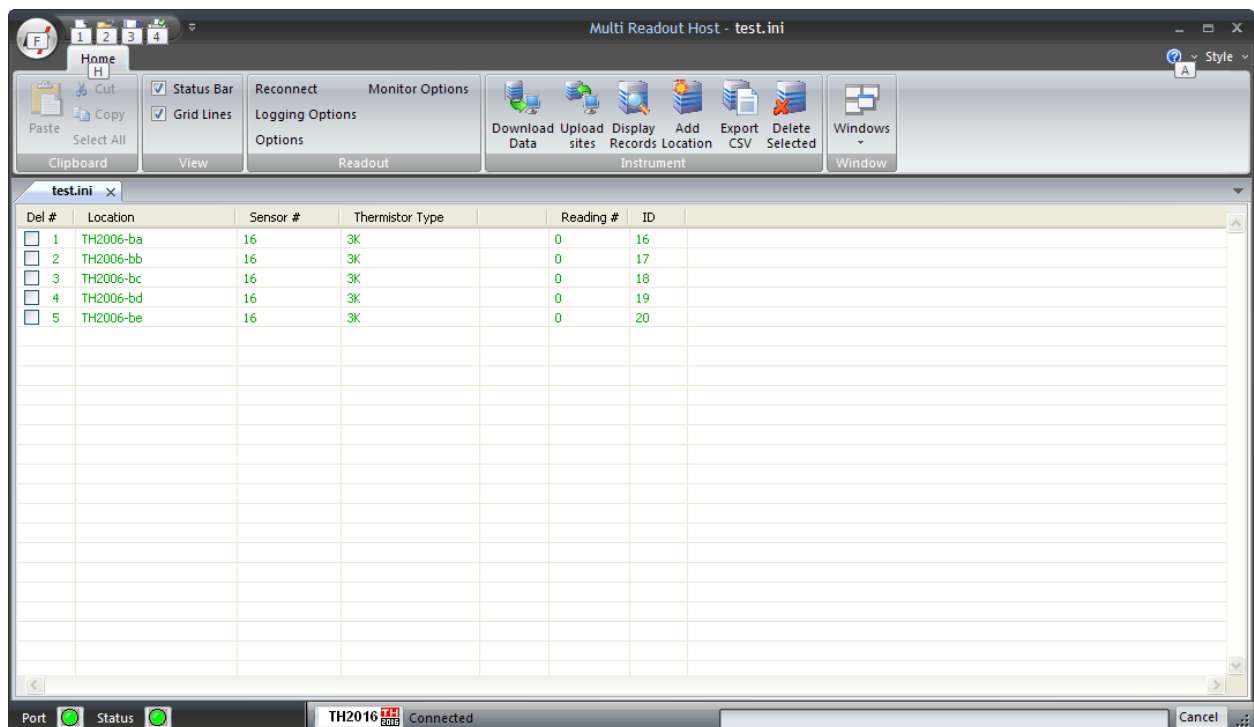 Multi Readout Host - test.ini
F 1 2 3 4
Home
H
Style
A
Paste
Cut
Copy
Select All
Clipboard
Status Bar
Grid Lines
View
Reconnect Monitor Options
Logging Options
Options
Readout
Download Data
Upload sites
Display Records
Add Location
Export CSV
Delete Selected
Instrument
Windows
Window
test.ini
Del # Location Sensor # Thermistor Type Reading # ID
1 TH2006-ba 16 3K 0 16
2 TH2006-bb 16 3K 0 17
3 TH2006-bc 16 3K 0 18
4 TH2006-bd 16 3K 0 19
5 TH2006-be 16 3K 0 20
Port Status TH2016 TH 2016 Connected Cancel